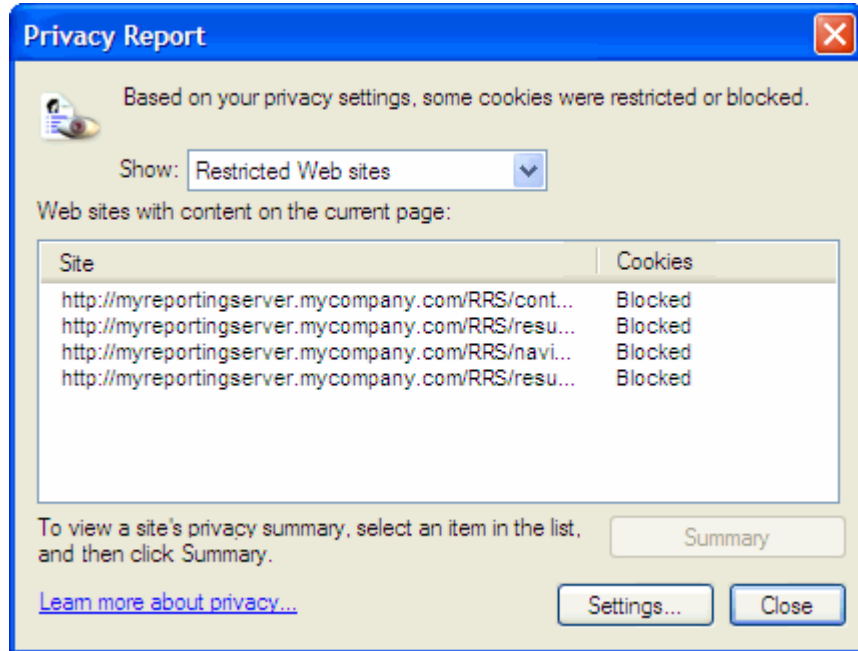 Privacy Report
Based on your privacy settings, some cookies were restricted or blocked.
Show: Restricted Web sites
Web sites with content on the current page:
Site Cookies
http://myreportingserver.mycompany.com/RRS/cont... Blocked
http://myreportingserver.mycompany.com/RRS/resu... Blocked
http://myreportingserver.mycompany.com/RRS/navi... Blocked
http://myreportingserver.mycompany.com/RRS/resu... Blocked
To view a site's privacy summary, select an item in the list,
and then click Summary.
Summary
Learn more about privacy...
Settings... Close